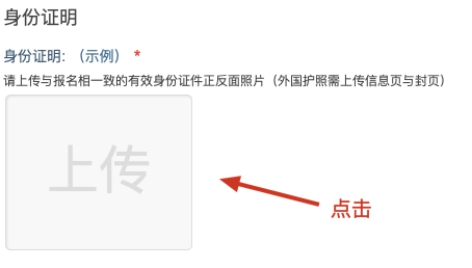 身份证明
身份证明: (示例) *
请上传与报名相一致的有效身份证件正反面照片（外国护照需上传信息页与封页）
上传
点击